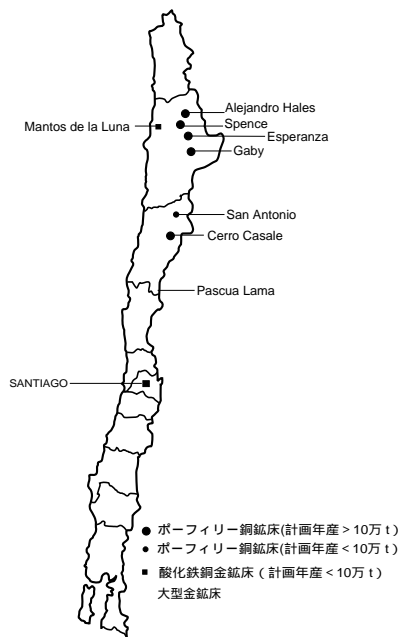 Alejandro Hales
Mantos de la Luna
Spence
Esperanza
Gaby
San Antonio
Cerro Casale
Pascua Lama
SANTIAGO
ポーフィリー銅鉱床(計画年産＞10万ｔ)
ポーフィリー銅鉱床(計画年産＜10万ｔ)
酸化鉄銅金鉱床（計画年産＜10万ｔ)
大型金鉱床